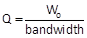 Q = W₀ / bandwidth